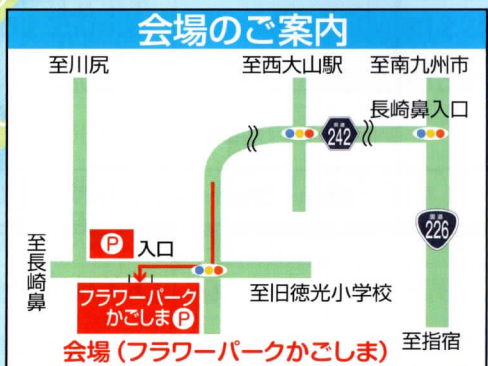 会場のご案内
至川尻
至西大山駅
至南九州市
長崎鼻入口
県道
242
国道
226
至長崎鼻
P
入口
フラワーパーク
かごしまP
至旧徳光小学校
至指宿
会場(フラワーパークかごしま)